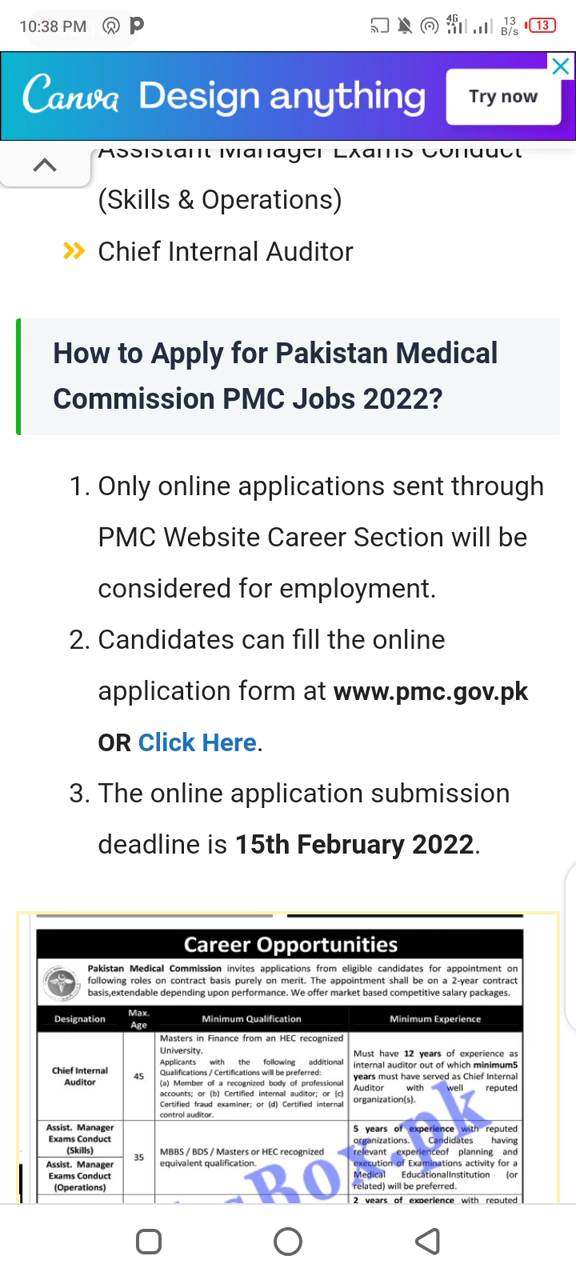 10:38 PM
4G
13 B/s
13
Canva Design anything
Try now
Assistant Manager Exams Conduct
(Skills & Operations)
Chief Internal Auditor
How to Apply for Pakistan Medical
Commission PMC Jobs 2022?
1. Only online applications sent through
PMC Website Career Section will be
considered for employment.
2. Candidates can fill the online
application form at www.pmc.gov.pk
OR Click Here.
3. The online application submission
deadline is 15th February 2022.
Career Opportunities
Pakistan Medical Commission invites applications from eligible candidates for appointment on
following roles on contract basis purely on merit. The appointment shall be on a 2-year contract
basis,extendable depending upon performance. We offer market based competitive salary packages.
Designation
Max.
Age
Minimum Qualification
Minimum Experience
Chief Internal
Auditor
45
Masters in Finance from an HEC recognized
University.
Applicants with the following additional
Qualifications / Certifications will be preferred:
(a) Member of a recognized body of professional
accounts; or (b) Certified internal auditor; or (c)
Certified fraud examiner; or (d) Certified internal
control auditor.
Must have 12 years of experience as
internal auditor out of which minimum5
years must have served as Chief Internal
Auditor with well reputed
organization(s).
Assist. Manager
Exams Conduct
(Skills)
Assist. Manager
Exams Conduct
(Operations)
35
MBBS / BDS / Masters or HEC recognized
equivalent qualification.
5 years of experience with reputed
organizations. Candidates having
relevant experienceof planning and
execution of Examinations activity for a
Medical EducationalInstitution (or
related) will be preferred.
2 years of experience with reputed